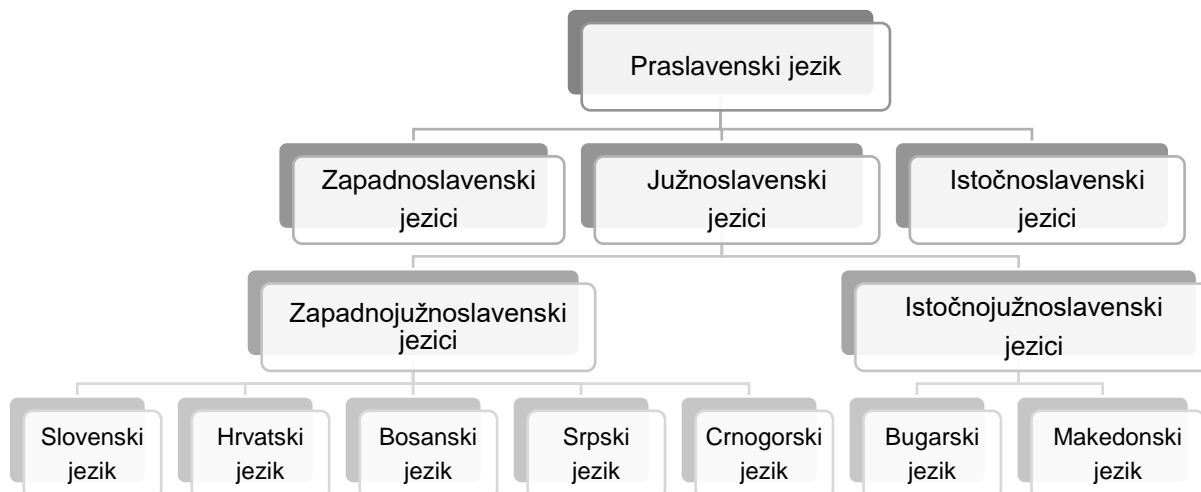 Praslavenski jezik
Zapadnoslavenski
jezici
Južnoslavenski
jezici
Istočnoslavenski
jezici
Zapadnojužnoslavenski
jezici
Istočnojužnoslavenski
jezici
Slovenski
jezik
Hrvatski
jezik
Bosanski
jezik
Srpski
jezik
Crnogorski
jezik
Bugarski
jezik
Makedonski
jezik